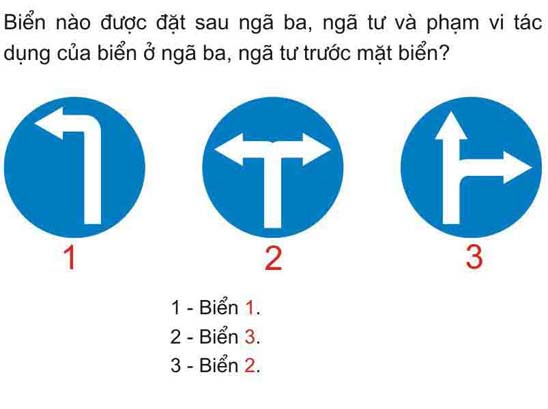 Biển nào được đặt sau ngã ba, ngã tư và phạm vi tác
dụng của biển ở ngã ba, ngã tư trước mặt biển?
1 2 3
1 - Biển 1.
2 - Biển 3.
3 - Biển 2.